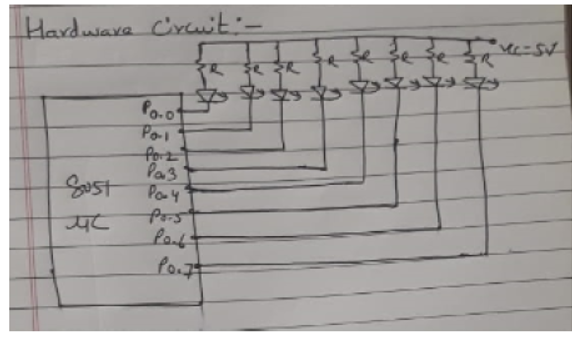 Hardware Circuit:-
R R R R R R R R Vcc=5V
P0.0
P0.1
P0.2
P0.3
8051 P0.4
μC P0.5
P0.6
P0.7